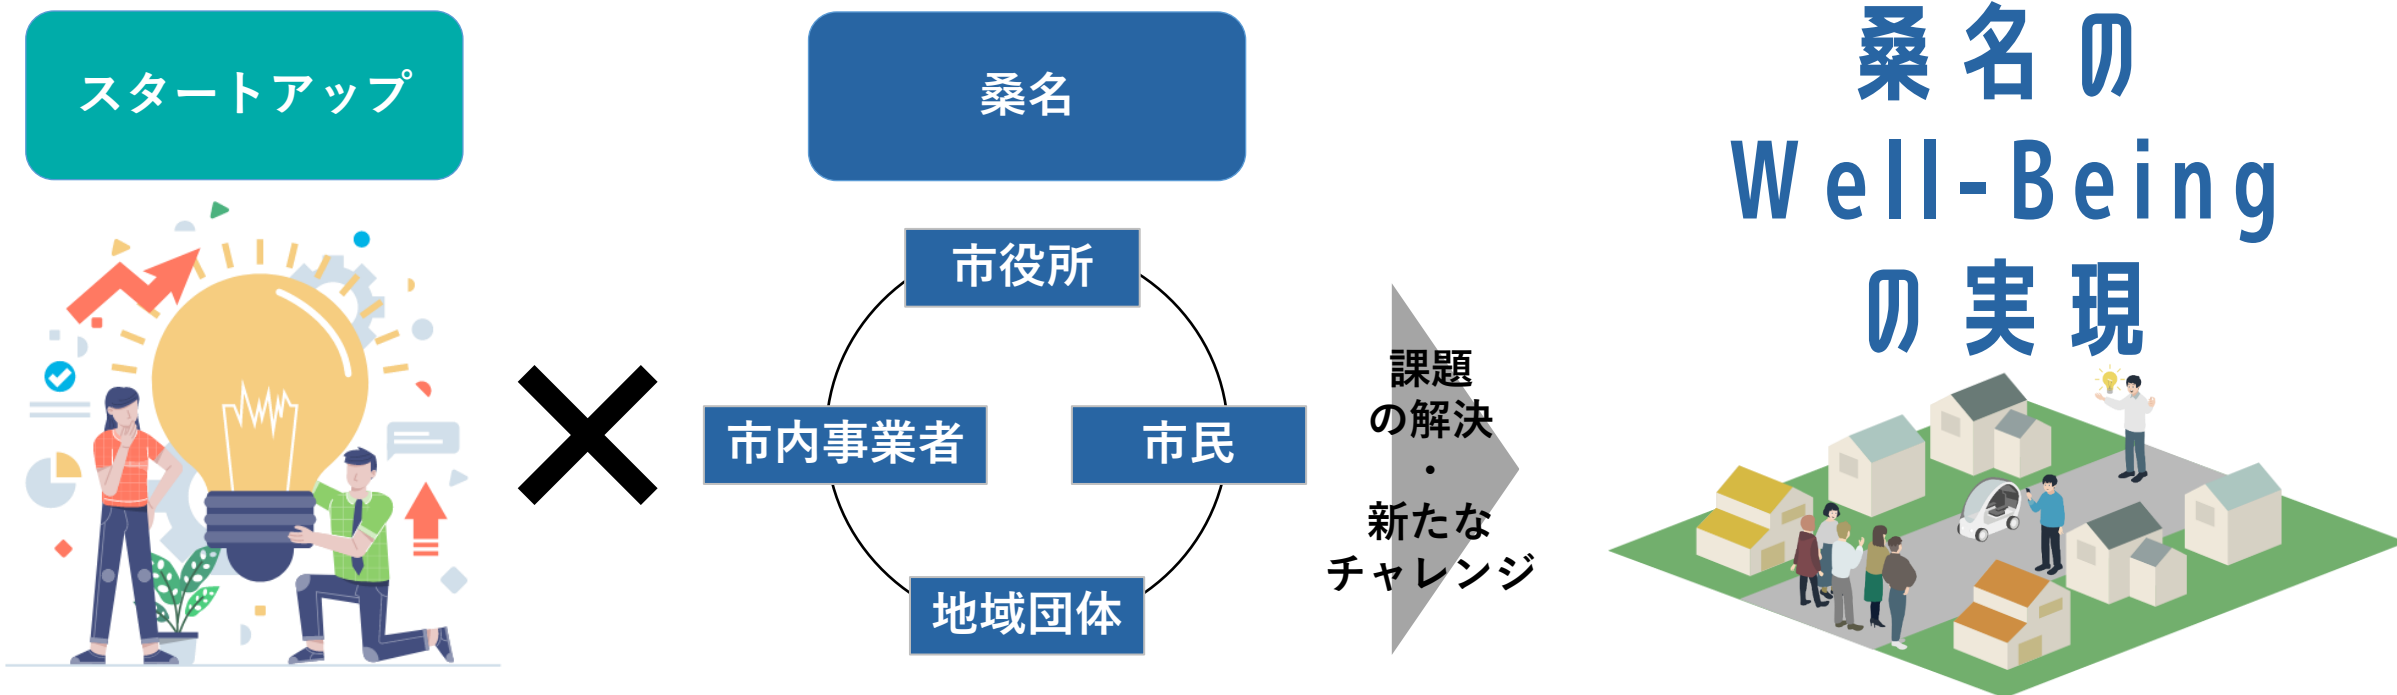 スタートアップ
桑名
市役所
市内事業者
市民
地域団体
課題
の解決
・
新たな
チャレンジ
桑名の
Well-Being
の実現